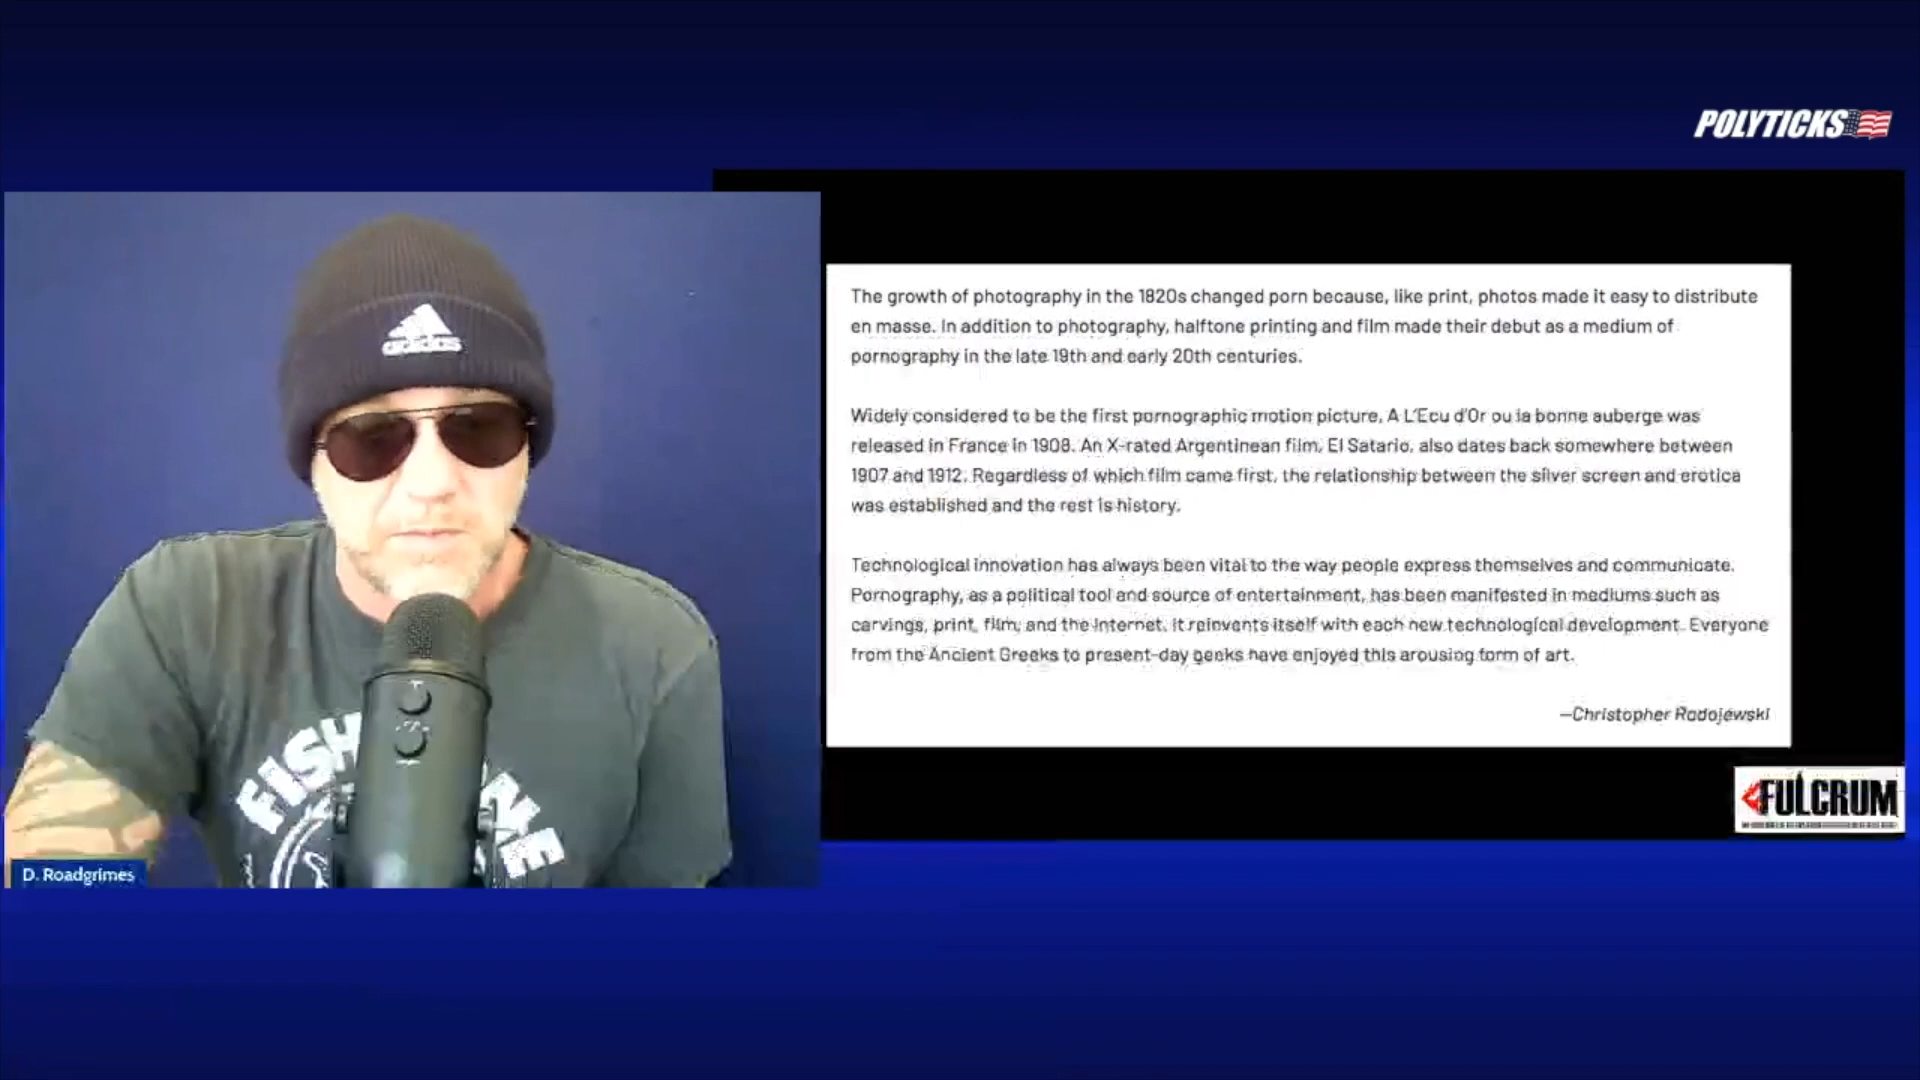 POLYTICKS
adidas
FISH
NE
D. Roadgrimes
The growth of photography in the 1820s changed porn because, like print, photos made it easy to distribute
en masse. In addition to photography, halftone printing and film made their debut as a medium of
pornography in the late 19th and early 20th centuries.
Widely considered to be the first pornographic motion picture, A L'Ecu d'Or ou la bonne auberge was
released in France in 1908. An X-rated Argentinean film, El Satario, also dates back somewhere between
1907 and 1912. Regardless of which film came first, the relationship between the silver screen and erotica
was established and the rest is history.
Technological innovation has always been vital to the way people express themselves and communicate.
Pornography, as a political tool and source of entertainment, has been manifested in mediums such as
carvings, print, film, and the Internet. It reinvents itself with each new technological development. Everyone
from the Ancient Greeks to present-day geeks have enjoyed this arousing form of art.
—Christopher Radojewski
FULCRUM